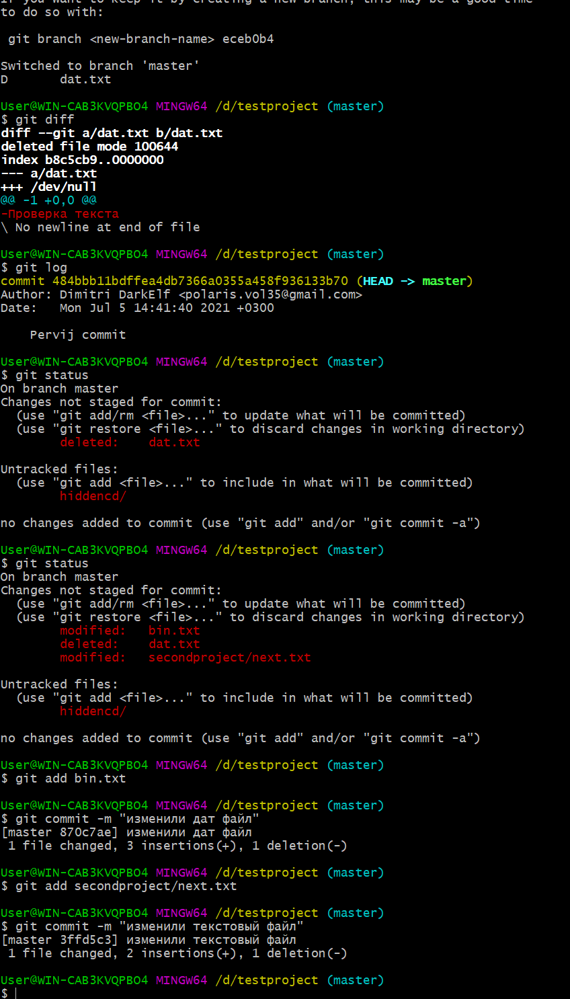 if you want to keep it by creating a new branch, this may be a good time
to do so with:
git branch <new-branch-name> eceb0b4
Switched to branch 'master'
D dat.txt
User@WIN-CAB3KVQPBO4 MINGW64 /d/testproject (master)
$ git diff
diff --git a/dat.txt b/dat.txt
deleted file mode 100644
index b8c5cb9..0000000
--- a/dat.txt
+++ /dev/null
@@ -1 +0,0 @@
-Проверка текста
\ No newline at end of file
User@WIN-CAB3KVQPBO4 MINGW64 /d/testproject (master)
$ git log
commit 484bbb11bdffea4db7366a0355a458f936133b70 (HEAD -> master)
Author: Dimitri DarkElf <polaris.vol35@gmail.com>
Date:   Mon Jul 5 14:41:40 2021 +0300
Pervij commit
User@WIN-CAB3KVQPBO4 MINGW64 /d/testproject (master)
$ git status
On branch master
Changes not staged for commit:
(use "git add/rm <file>..." to update what will be committed)
(use "git restore <file>..." to discard changes in working directory)
deleted:    dat.txt
Untracked files:
(use "git add <file>..." to include in what will be committed)
hiddencd/
no changes added to commit (use "git add" and/or "git commit -a")
User@WIN-CAB3KVQPBO4 MINGW64 /d/testproject (master)
$ git status
On branch master
Changes not staged for commit:
(use "git add/rm <file>..." to update what will be committed)
(use "git restore <file>..." to discard changes in working directory)
modified:   bin.txt
deleted:    dat.txt
modified:   secondproject/next.txt
Untracked files:
(use "git add <file>..." to include in what will be committed)
hiddencd/
no changes added to commit (use "git add" and/or "git commit -a")
User@WIN-CAB3KVQPBO4 MINGW64 /d/testproject (master)
$ git add bin.txt
User@WIN-CAB3KVQPBO4 MINGW64 /d/testproject (master)
$ git commit -m "изменили дат файл"
[master 870c7ae] изменили дат файл
1 file changed, 3 insertions(+), 1 deletion(-)
User@WIN-CAB3KVQPBO4 MINGW64 /d/testproject (master)
$ git add secondproject/next.txt
User@WIN-CAB3KVQPBO4 MINGW64 /d/testproject (master)
$ git commit -m "изменили текстовый файл"
[master 3ffd5c3] изменили текстовый файл
1 file changed, 2 insertions(+), 1 deletion(-)
User@WIN-CAB3KVQPBO4 MINGW64 /d/testproject (master)
$